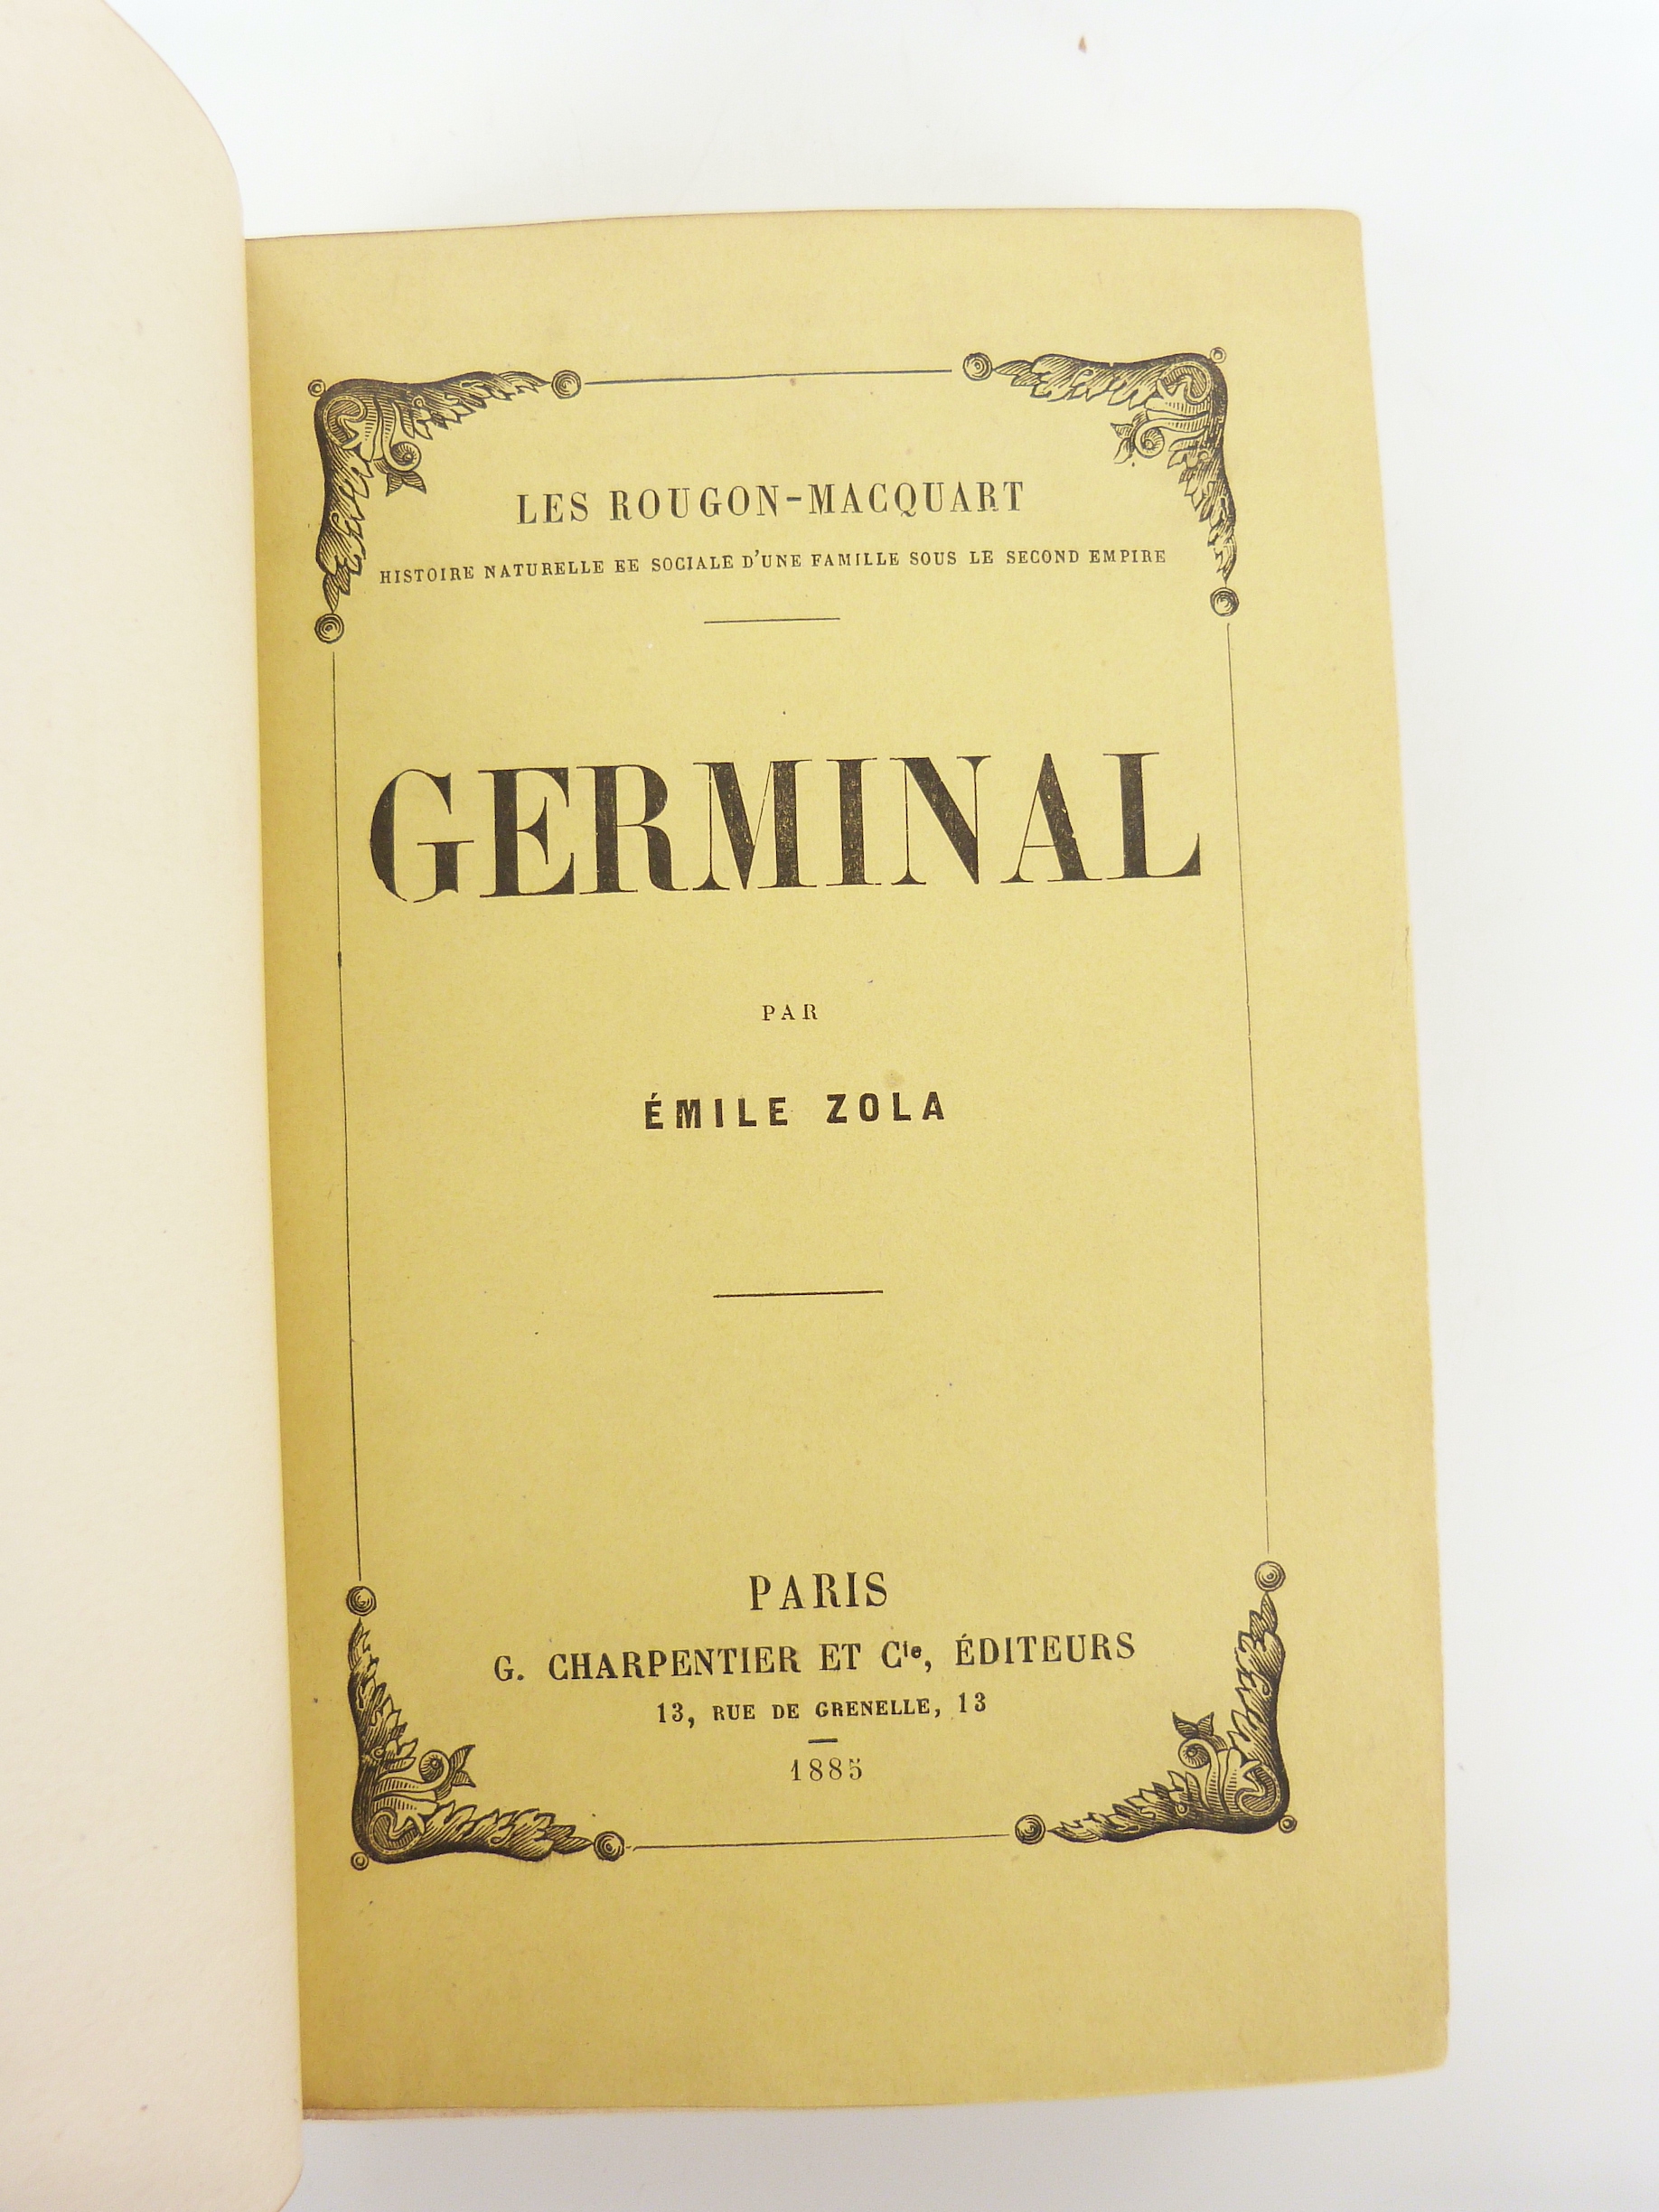 LES ROUGON-MACQUART
HISTOIRE NATURELLE EE SOCIALE D'UNE FAMILLE SOUS LE SECOND EMPIRE
GERMINAL
PAR
ÉMILE ZOLA
PARIS
G. CHARPENTIER ET Cie, ÉDITEURS
13, RUE DE GRENELLE, 13
1885